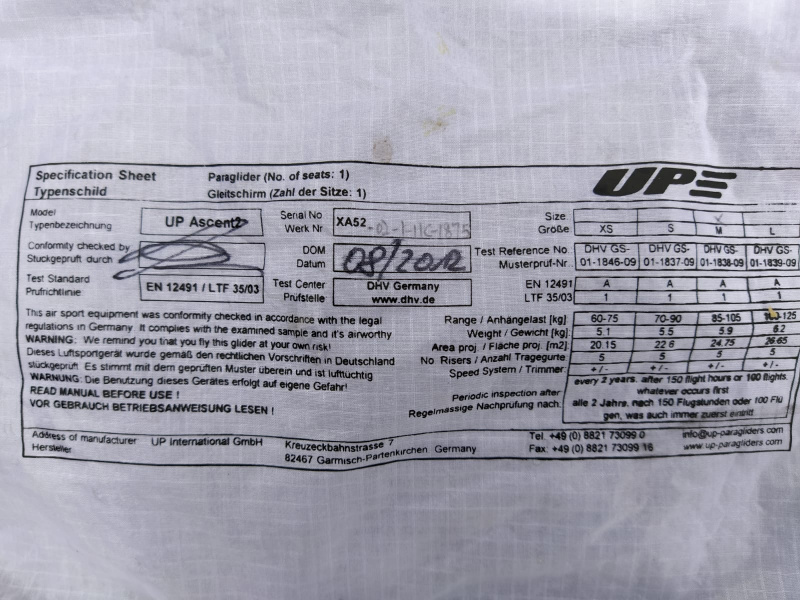 Specification Sheet Paraglider (No. of seats: 1)
Typenschild Gleitschirm (Zahl der Sitze: 1)
UP
Model
Typenbezeichnung UP Ascent2
Serial No
Werk Nr XA52
Size
Größe XS S M L
Conformity checked by
Stückgeprüft durch
DOM
Datum 08/2012
Test Reference No. DHV GS- DHV GS- DHV GS- DHV GS-
Musterpruf-Nr. 01-1846-09 01-1837-09 01-1838-09 01-1839-09
Test Standard
Prüfrichtlinie EN 12491 / LTF 35/03
Test Center DHV Germany
Prüfstelle www.dhv.de
EN 12491 A A A A
LTF 35/03 1 1 1 1
This air sport equipment was conformity checked in accordance with the legal
regulations in Germany. It complies with the examined sample and it's airworthy
WARNING: We remind you that you fly this glider at your own risk!
Dieses Luftsportgerät wurde gemäß den rechtlichen Vorschriften in Deutschland
stückgeprüft. Es stimmt mit dem geprüften Muster überein und ist lufttüchtig
WARNUNG: Die Benutzung dieses Gerätes erfolgt auf eigene Gefahr!
READ MANUAL BEFORE USE !
VOR GEBRAUCH BETRIEBSANWEISUNG LESEN !
Range / Anhängelast [kg] 60-75 70-90 85-105 -125
Weight / Gewicht [kg] 5.1 5.5 5.9 6.2
Area proj. / Fläche proj. [m2] 20.15 22.6 24.75 26.65
No Risers / Anzahl Tragegurte 5 5 5 5
Speed System / Trimmer: + / - + / - + / - + / -
Periodic inspection after
Regelmassige Nachprüfung nach:
every 2 years. after 150 flight hours or 100 flights.
whatever occurs first
alle 2 Jahre. nach 150 Flugstunden oder 100 Flü
gen, was auch immer zuerst eintritt
Address of manufacturer UP International GmbH
Hersteller
Kreuzeckbahnstrasse 7
82467 Garmisch-Partenkirchen Germany
Tel. +49 (0) 8821 73099 0
Fax: +49 (0) 8821 73099 16
info@up-paragliders.com
www.up-paragliders.com